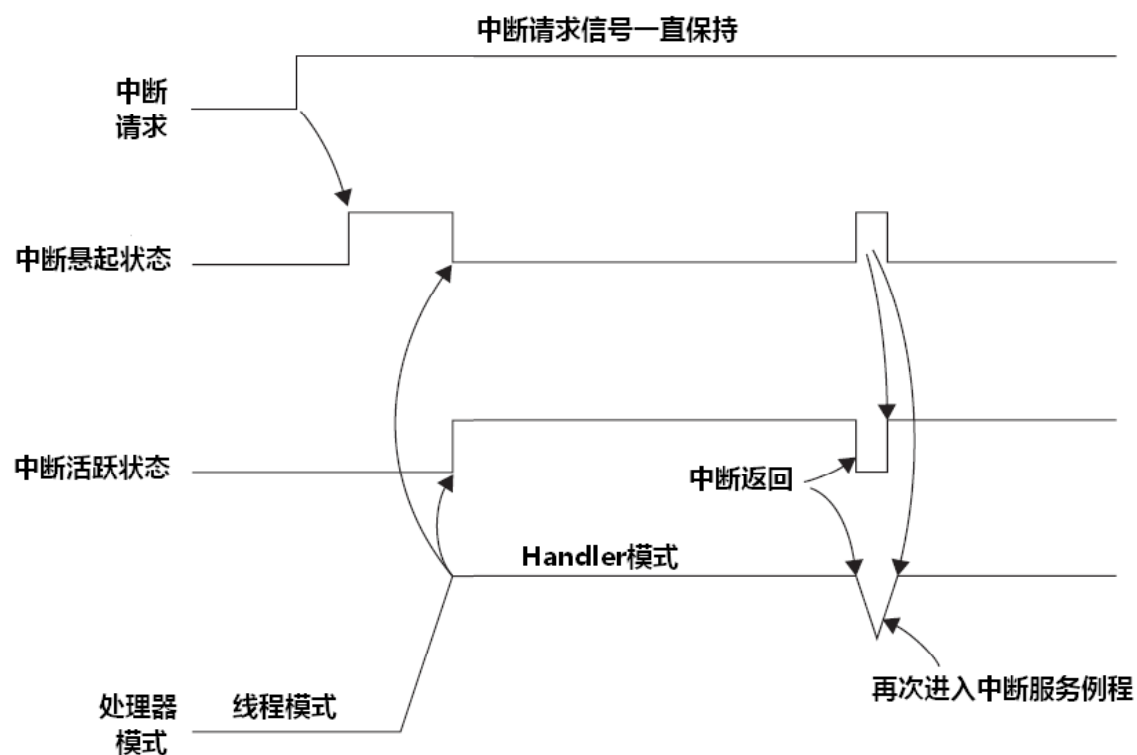 中断请求信号一直保持
中断
请求
中断悬起状态
中断活跃状态
中断返回
Handler模式
再次进入中断服务例程
处理器
模式
线程模式